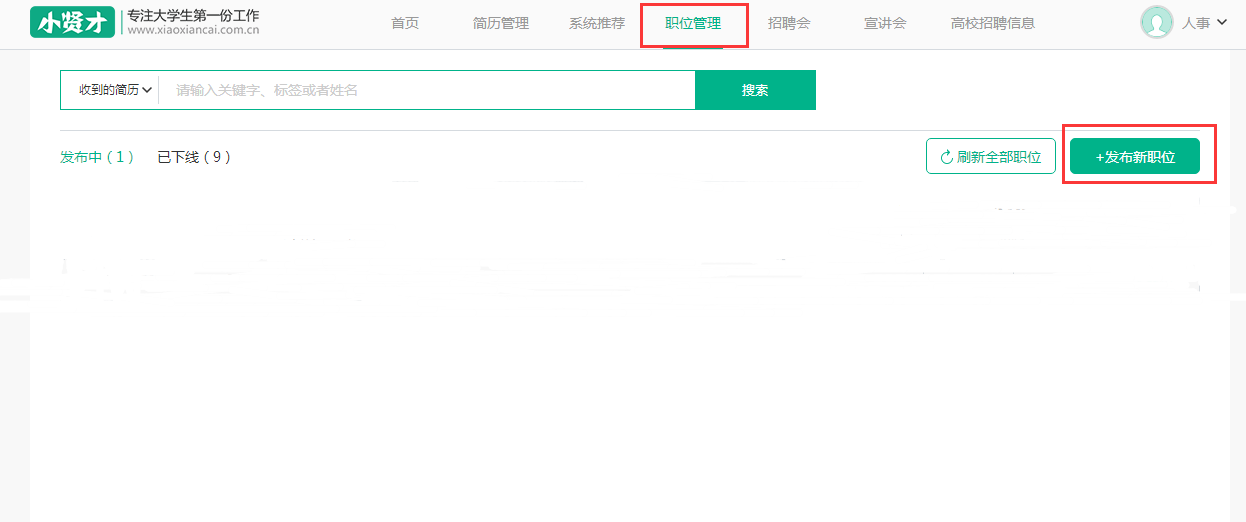 小贤才 专注大学生第一份工作
www.xiaoxiancai.com.cn
首页 简历管理 系统推荐 职位管理 招聘会 宣讲会 高校招聘信息 人事
收到的简历 请输入关键字、标签或者姓名 搜索
发布中（1） 已下线（9） 刷新全部职位 +发布新职位